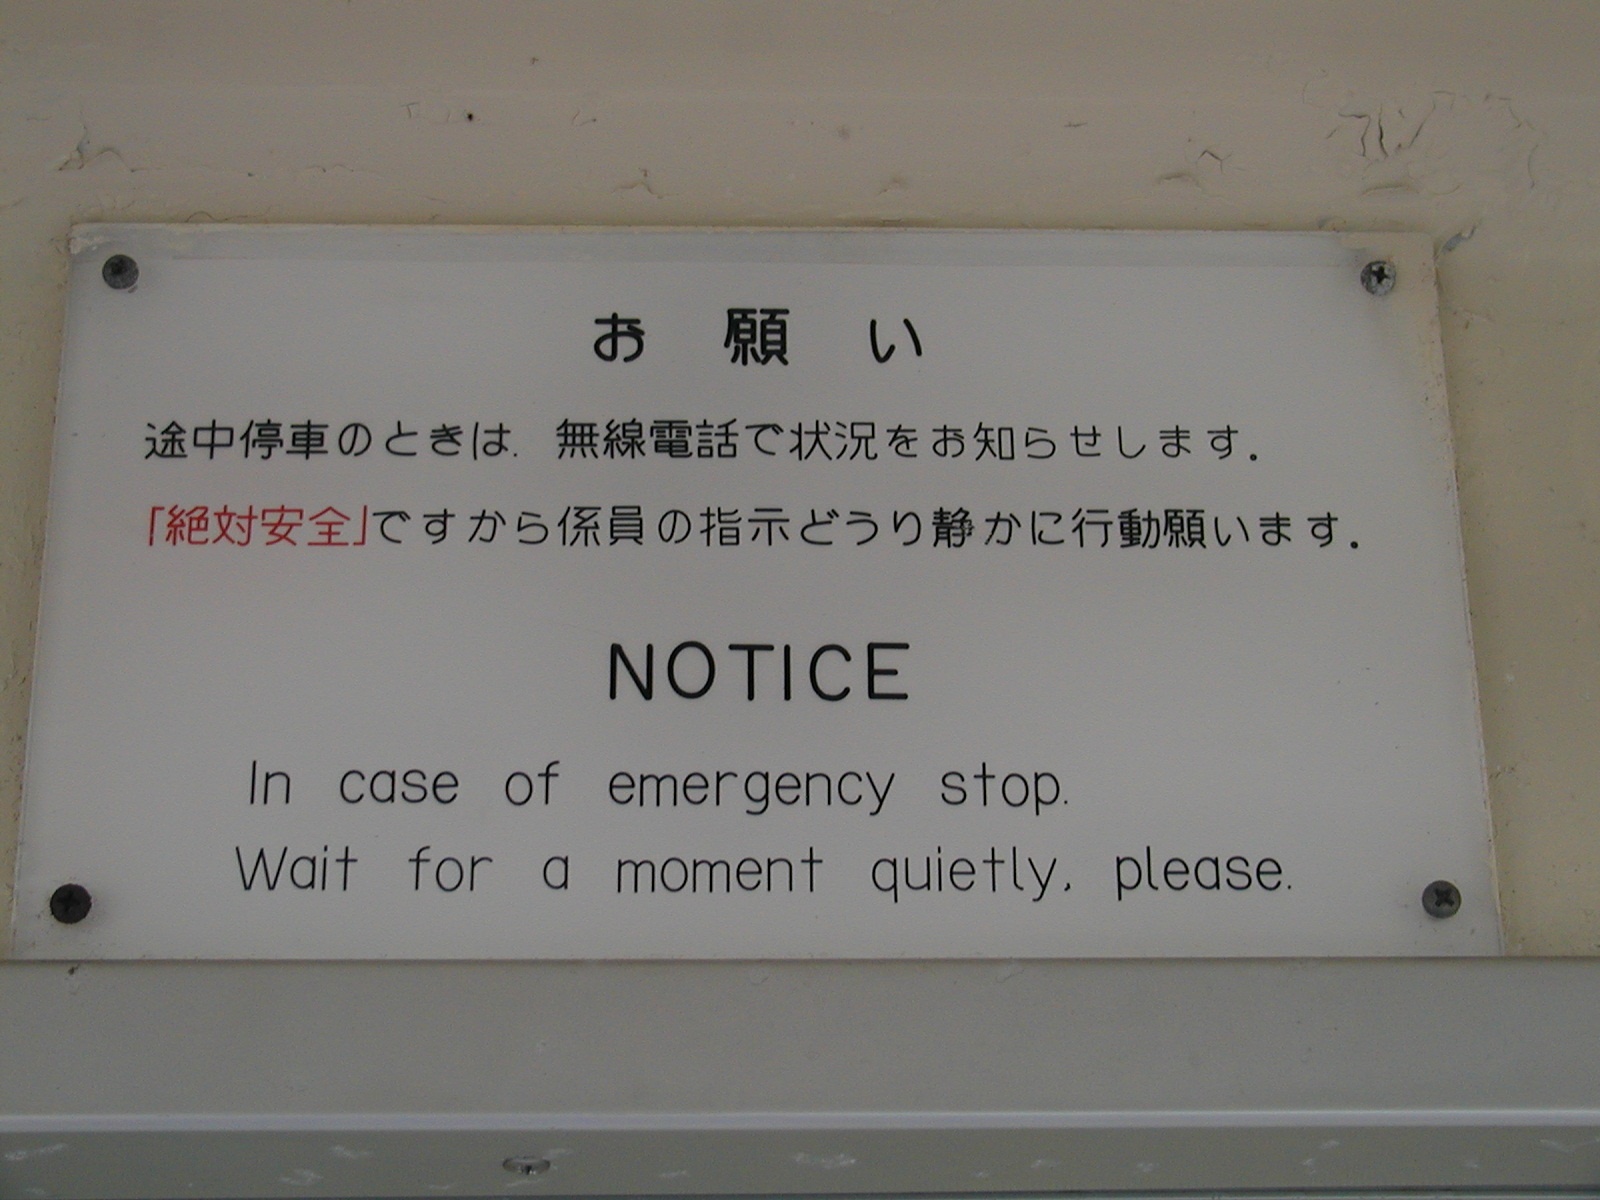 お願い
途中停車のときは. 無線電話で状況をお知らせします.
「絶対安全」ですから係員の指示どうり静かに行動願います.
NOTICE
In case of emergency stop.
Wait for a moment quietly, please.